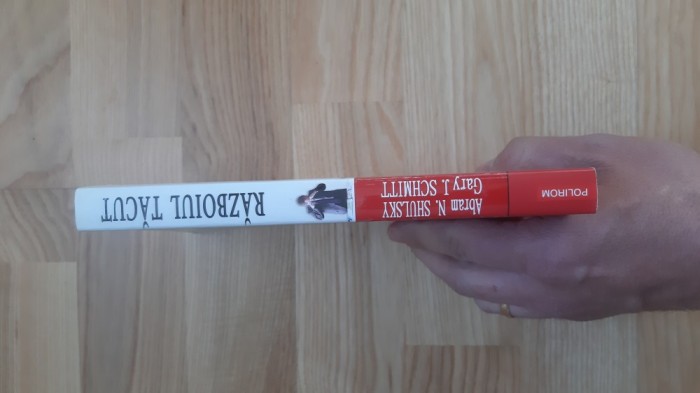 POLIROM
Abram N. SHULSKY
Gary J. SCHMITT
RĂZBOIUL TĂCUT